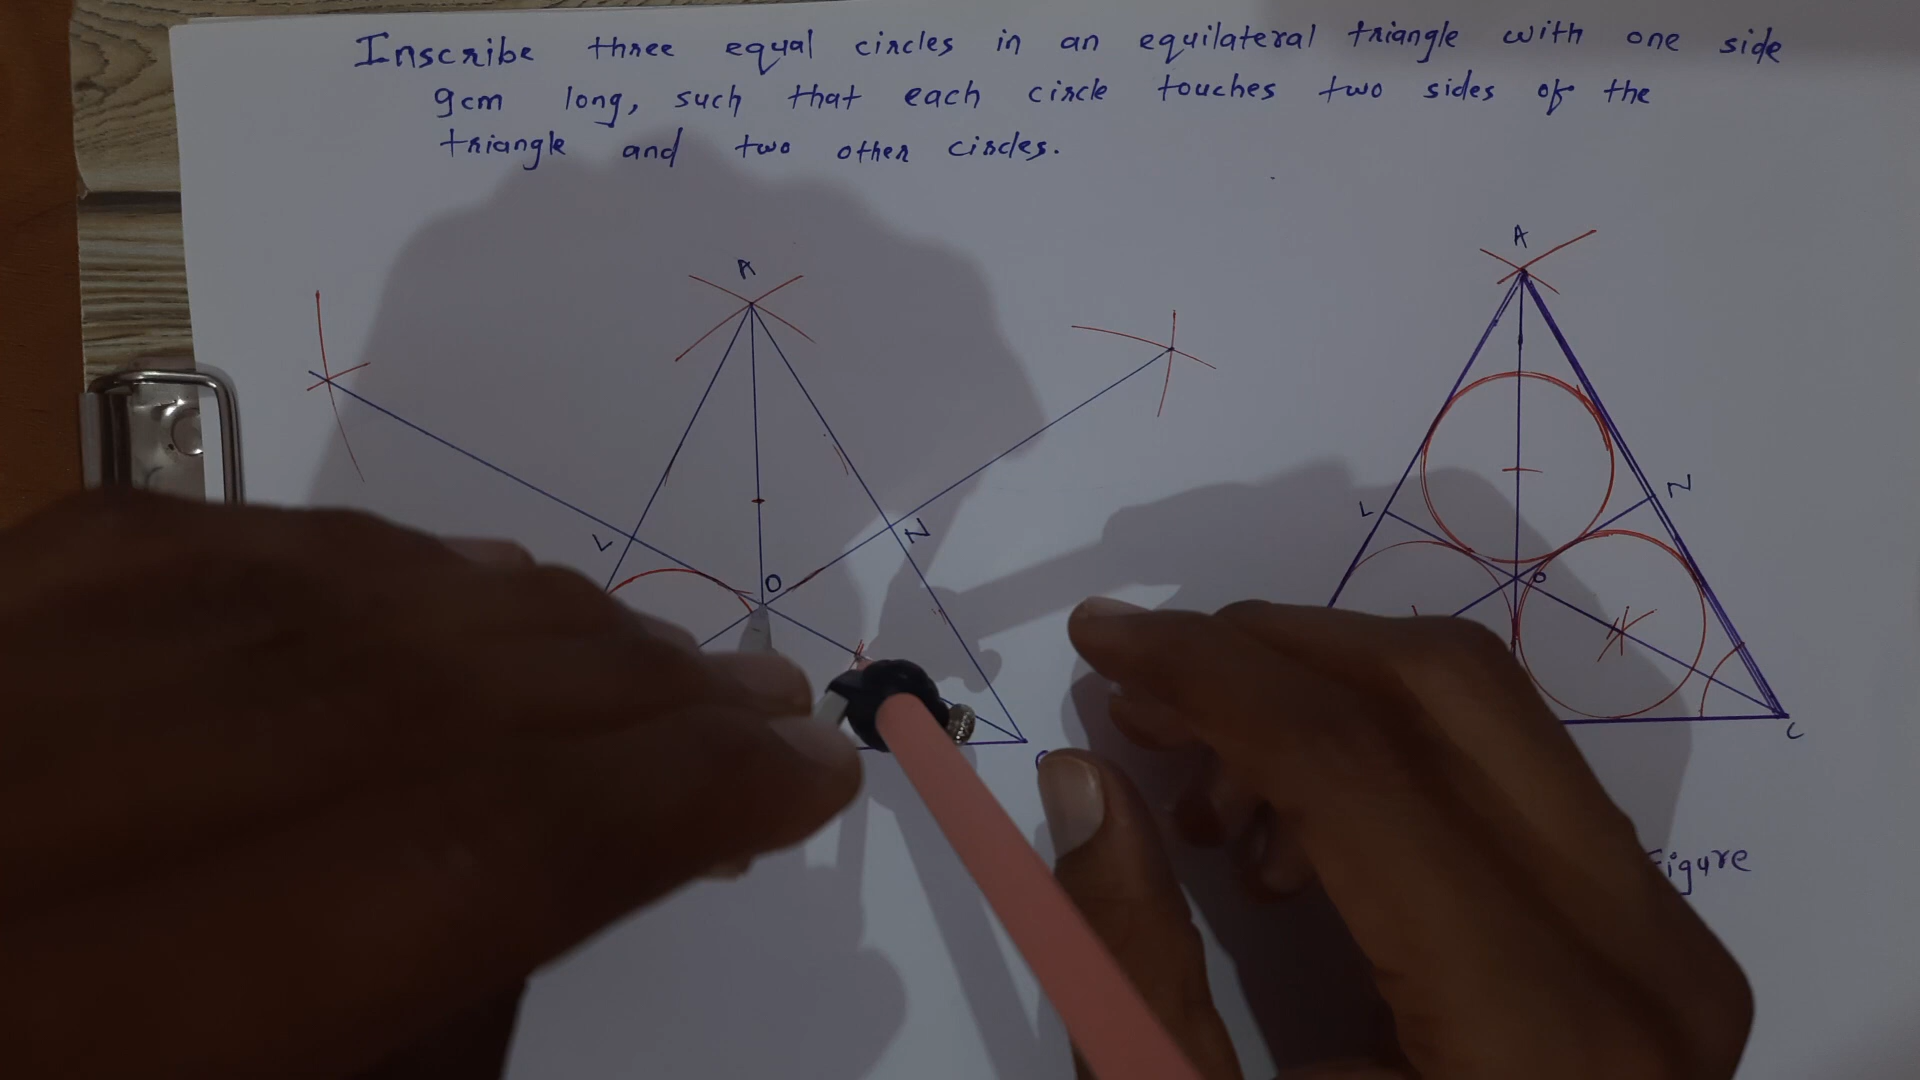 Inscribe three equal circles in an equilateral triangle with one side
9cm long, such that each circle touches two sides of the
triangle and two other circles.
A
A
L
N
O
L
N
O
C
C
Figure